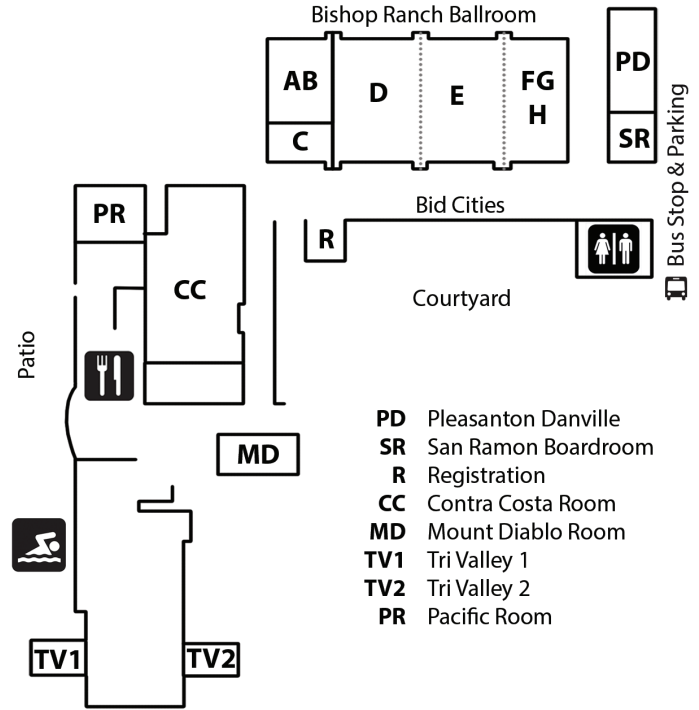 Bishop Ranch Ballroom
AB
C
D
E
FG
H
PD
SR
Bus Stop & Parking
PR
CC
Bid Cities
R
Courtyard
Patio
MD
PD Pleasanton Danville
SR San Ramon Boardroom
R Registration
CC Contra Costa Room
MD Mount Diablo Room
TV1 Tri Valley 1
TV2 Tri Valley 2
PR Pacific Room
TV1
TV2